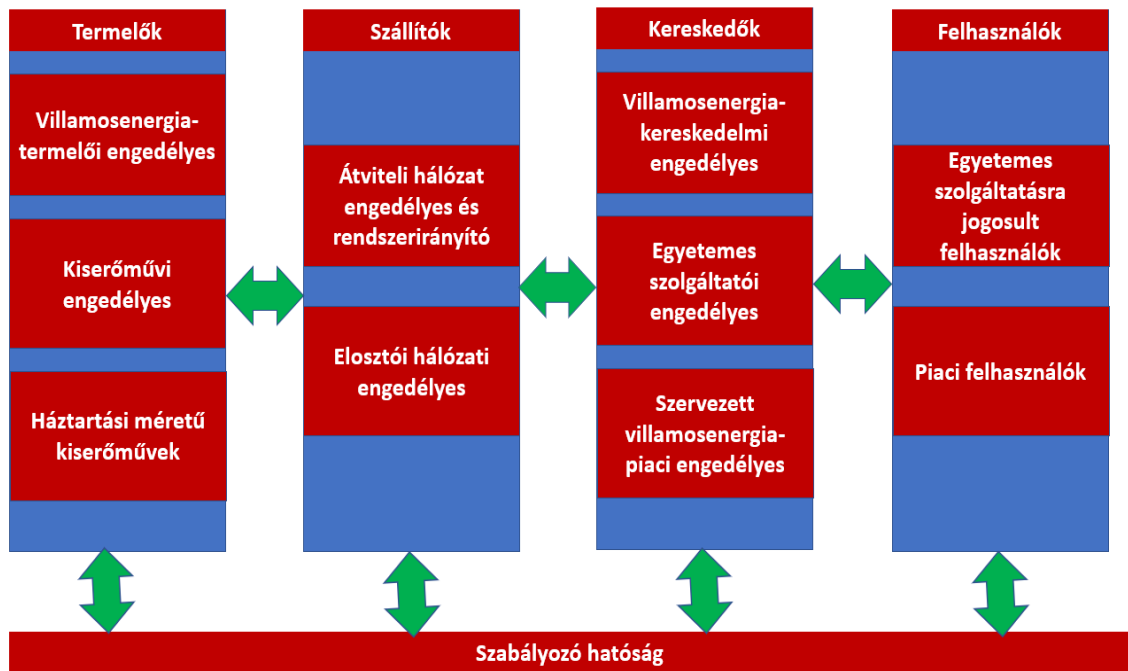 Termelők
Villamosenergia-
termelői engedélyes
Kiserőművi
engedélyes
Háztartási méretű
kiserőművek
Szállítók
Átviteli hálózat
engedélyes és
rendszerirányító
Elosztói hálózati
engedélyes
Kereskedők
Villamosenergia-
kereskedelmi
engedélyes
Egyetemes
szolgáltatói
engedélyes
Szervezett
villamosenergia-
piaci engedélyes
Felhasználók
Egyetemes
szolgáltatásra
jogosult
felhasználók
Piaci felhasználók
Szabályozó hatóság